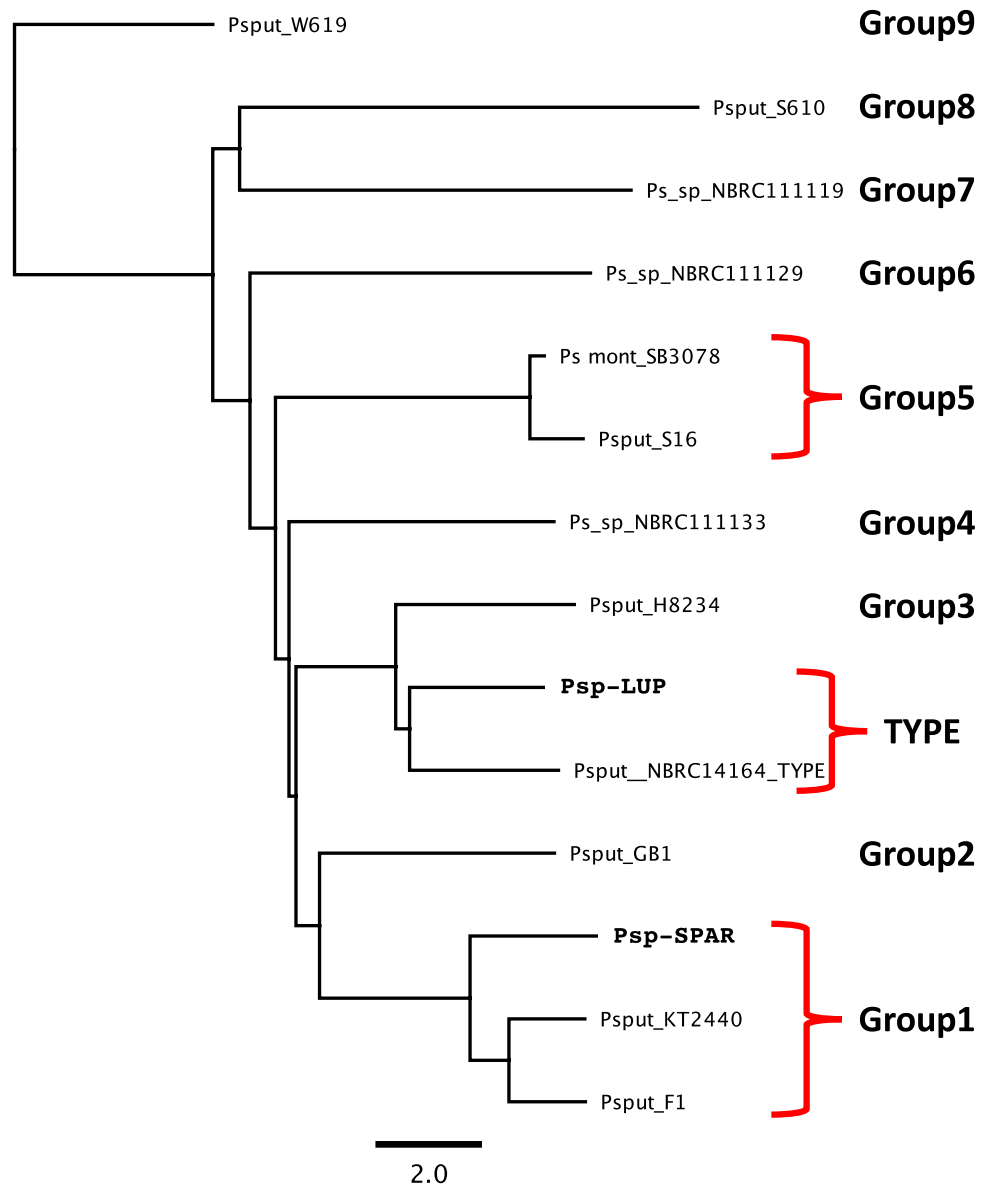 Psput_W619 Group9
Psput_S610 Group8
Ps_sp_NBRC111119 Group7
Ps_sp_NBRC111129 Group6
Ps mont_SB3078
Group5
Psput_S16
Ps_sp_NBRC111133 Group4
Psput_H8234 Group3
Psp-LUP
TYPE
Psput__NBRC14164_TYPE
Psput_GB1 Group2
Psp-SPAR
Psput_KT2440 Group1
Psput_F1
2.0